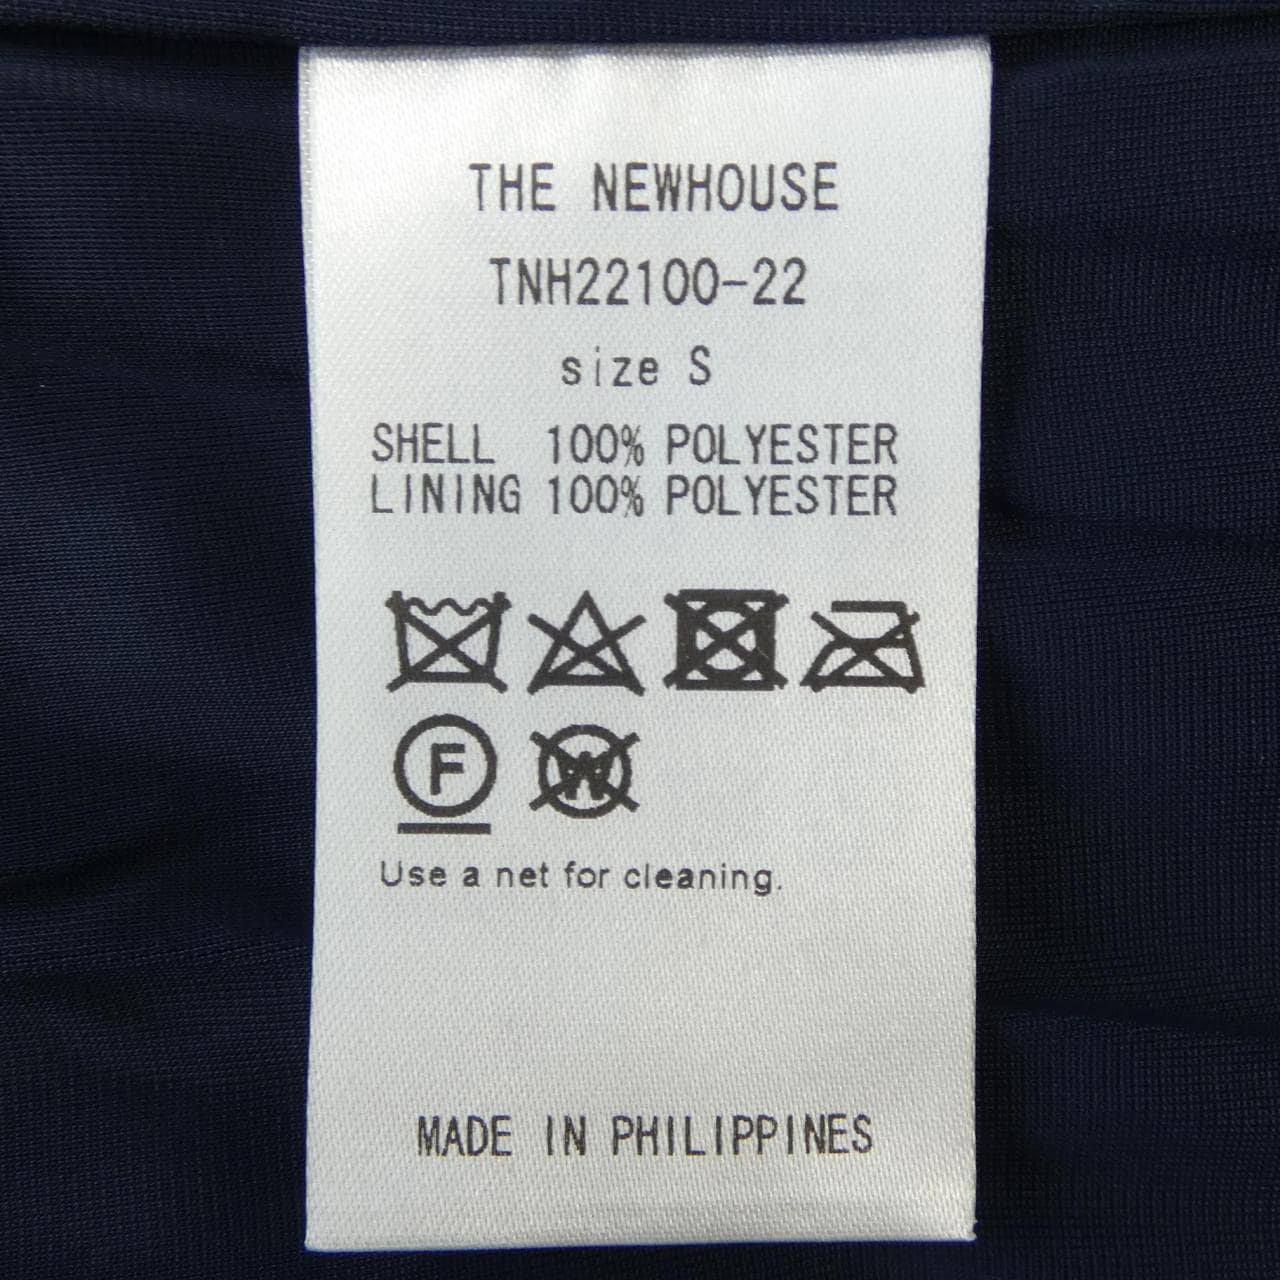 THE NEWHOUSE
TNH22100-22
size S
SHELL 100% POLYESTER
LINING 100% POLYESTER
F W
Use a net for cleaning.
MADE IN PHILIPPINES